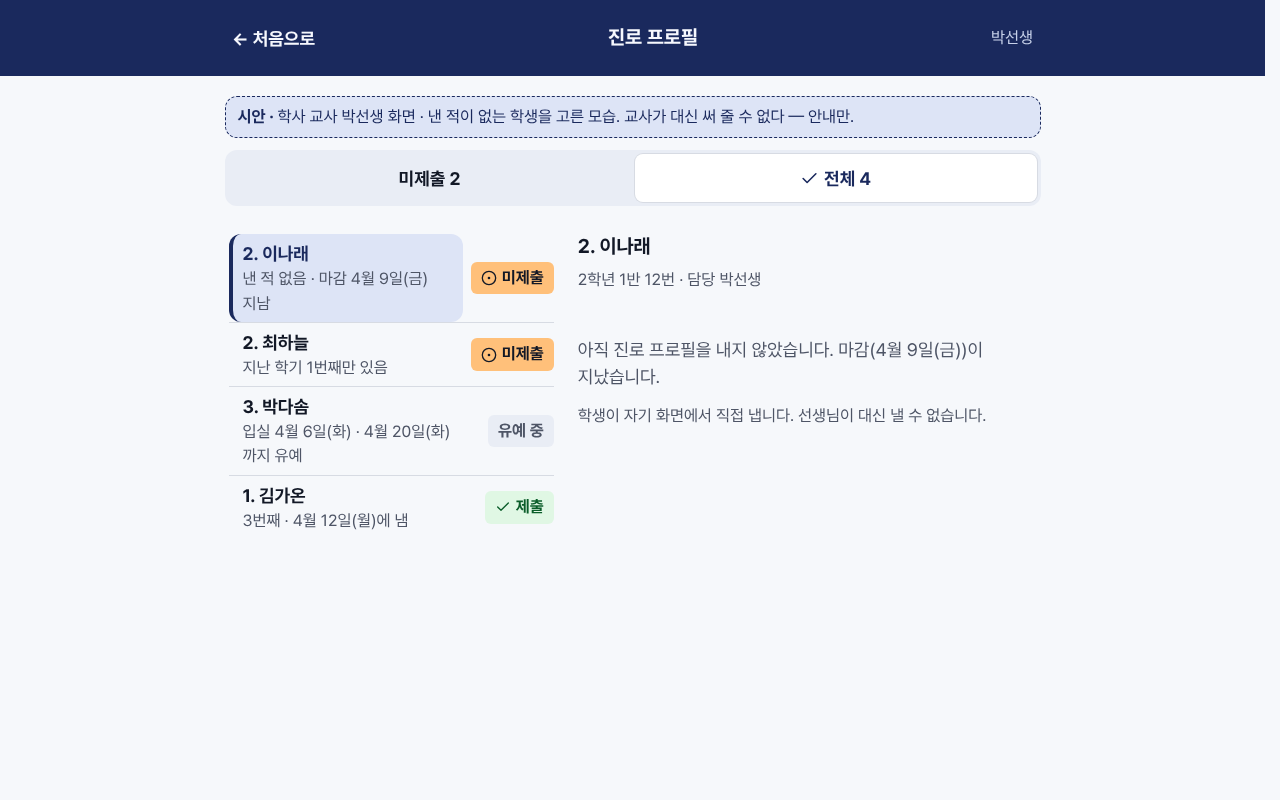 ← 처음으로
진로 프로필
박선생
시안 · 학사 교사 박선생 화면 · 낸 적이 없는 학생을 고른 모습. 교사가 대신 써 줄 수 없다 — 안내만.
미제출 2
전체 4
2. 이나래
낸 적 없음 · 마감 4월 9일(금)
지남
미제출
2. 최하늘
지난 학기 1번째만 있음
미제출
3. 박다솜
입실 4월 6일(화) · 4월 20일(화)
까지 유예
유예 중
1. 김가온
3번째 · 4월 12일(월)에 냄
제출
2. 이나래
2학년 1반 12번 · 담당 박선생
아직 진로 프로필을 내지 않았습니다. 마감(4월 9일(금))이
지났습니다.
학생이 자기 화면에서 직접 냅니다. 선생님이 대신 낼 수 없습니다.